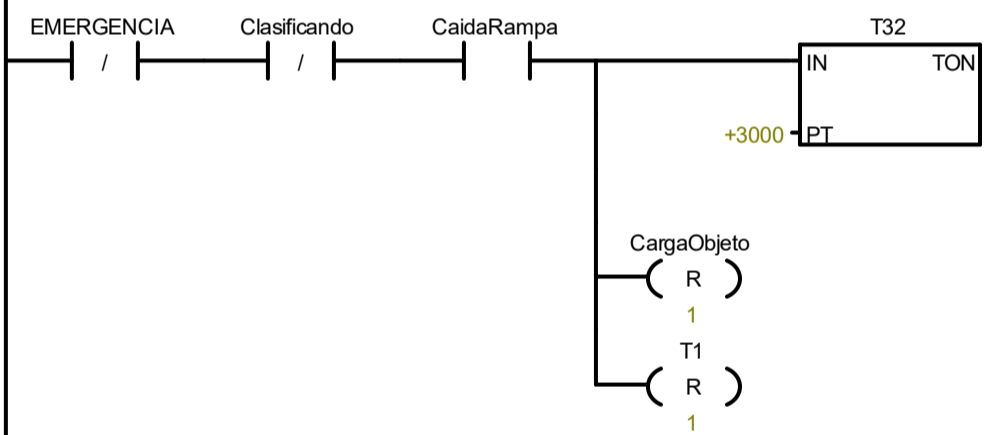 EMERGENCIA Clasificando CaidaRampa T32
/ / IN TON
+3000 PT
CargaObjeto
R
1
T1
R
1